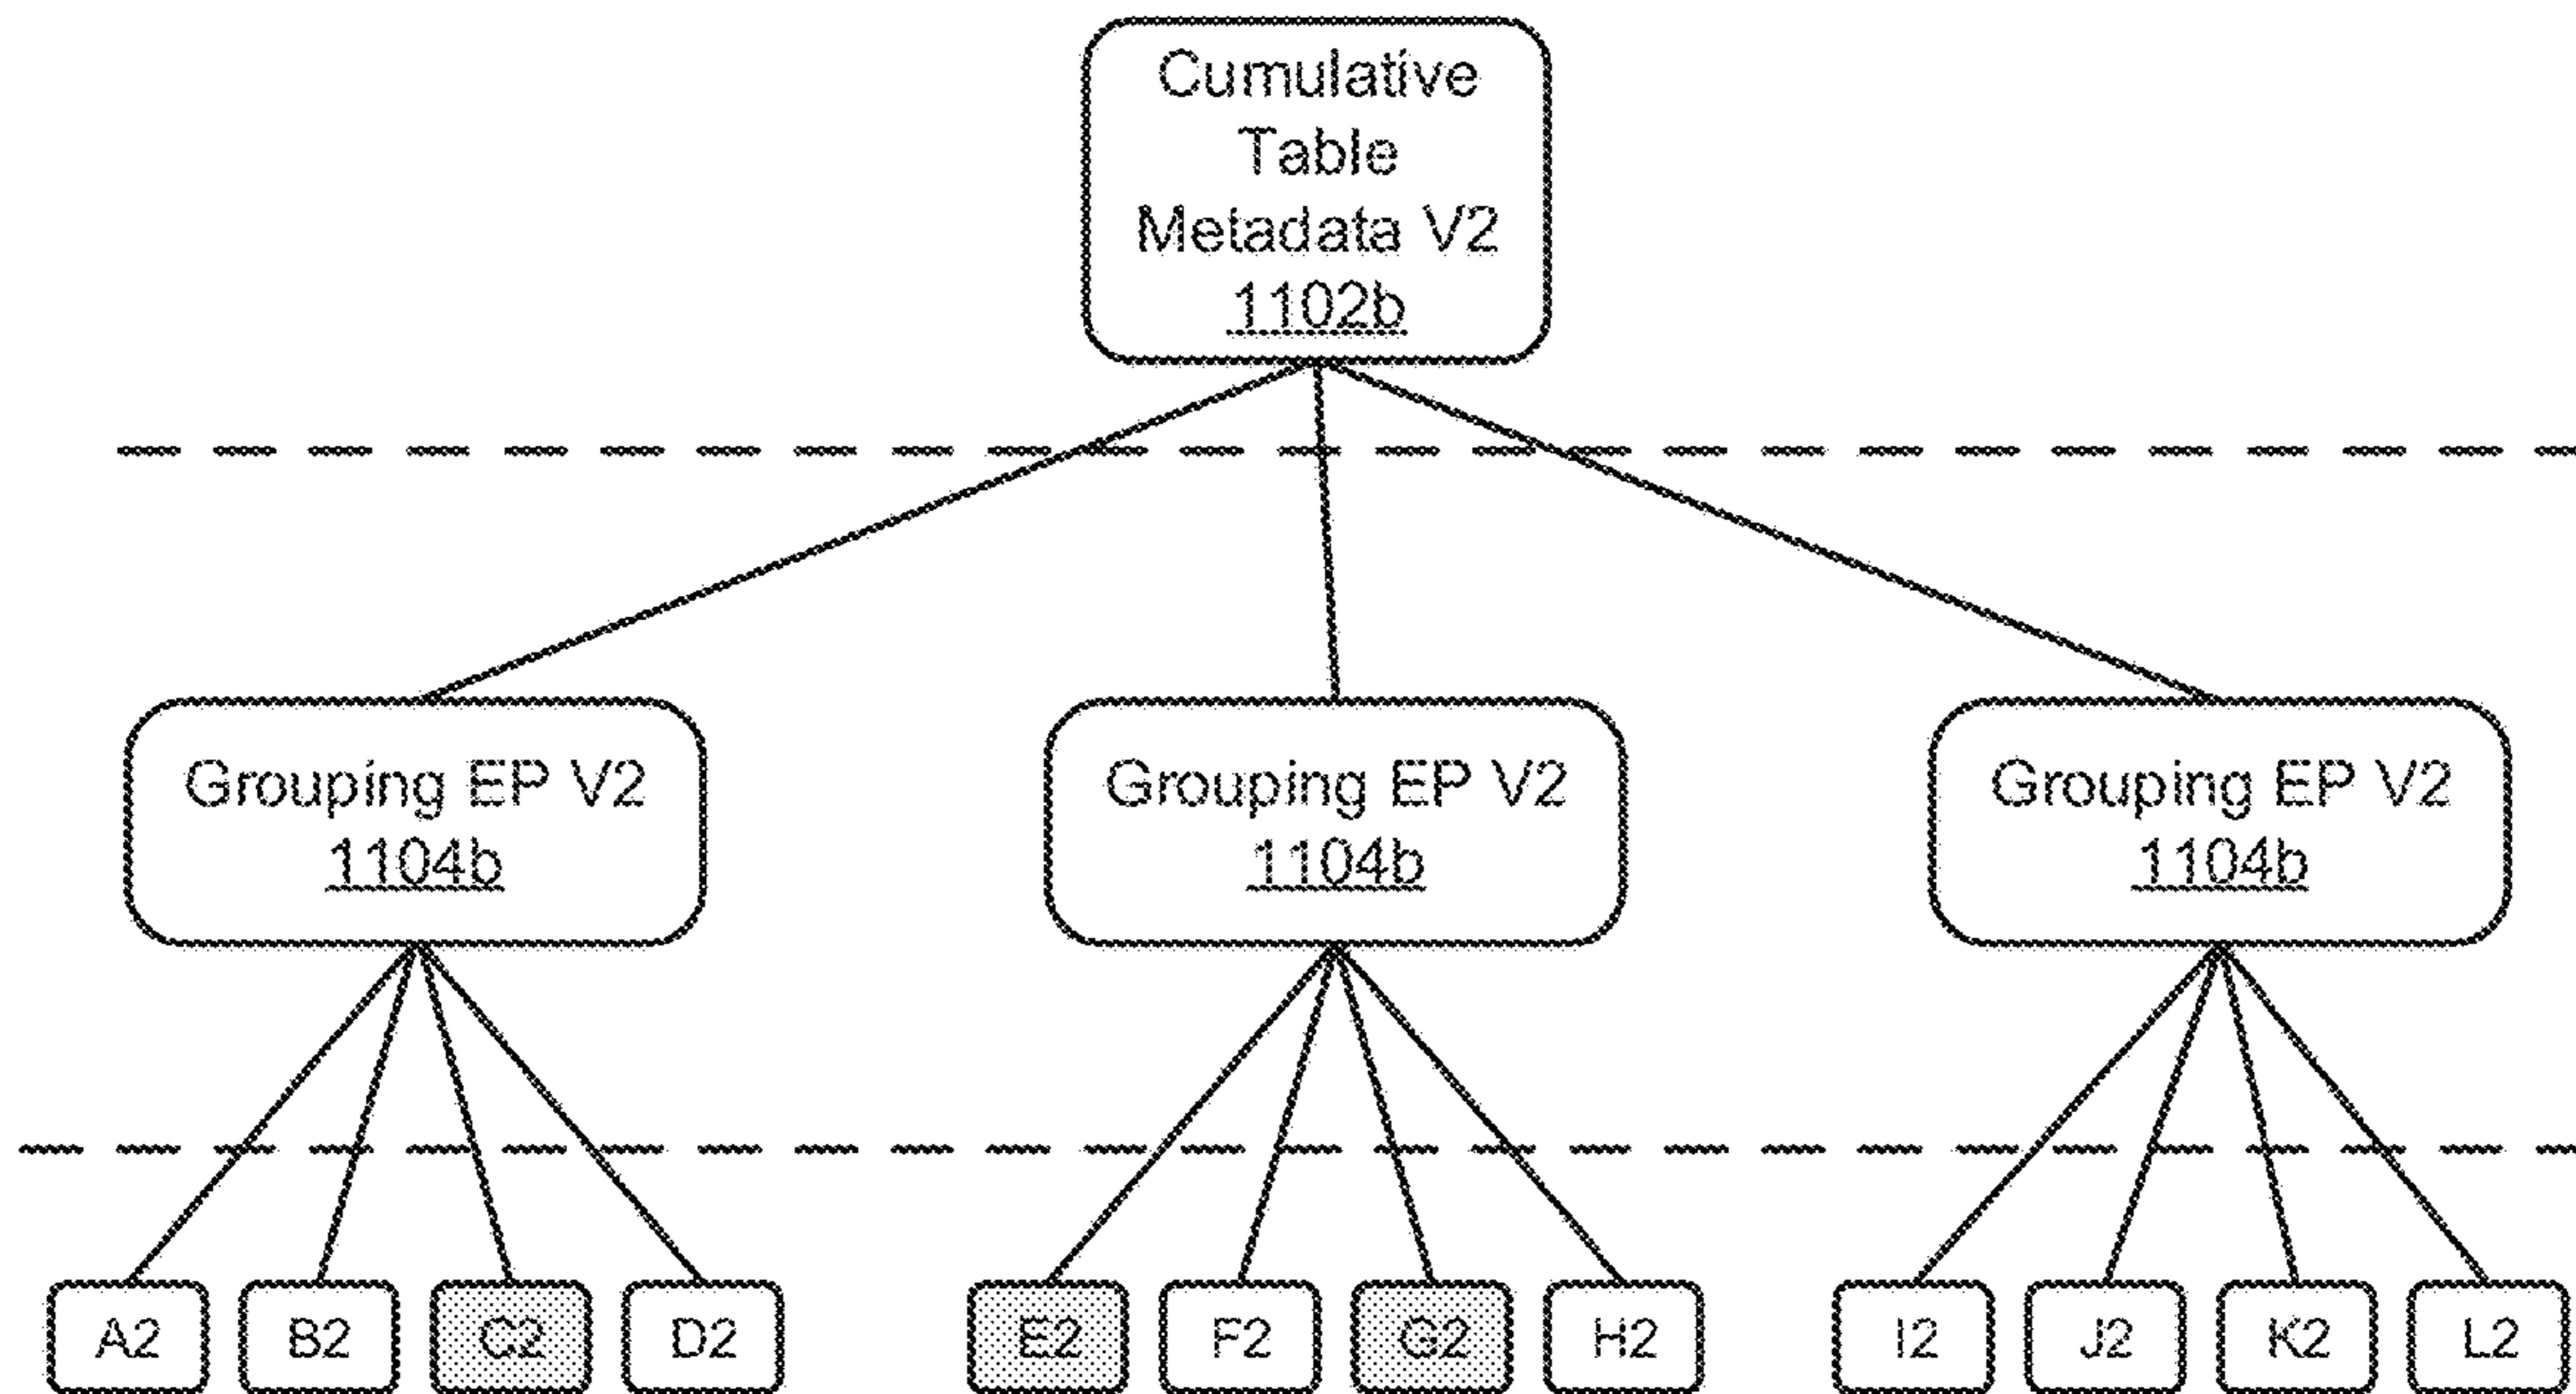 Cumulative
Table
Metadata V2
1102b
Grouping EP V2
1104b
Grouping EP V2
1104b
Grouping EP V2
1104b
A2
B2
C2
D2
E2
F2
G2
H2
I2
J2
K2
L2